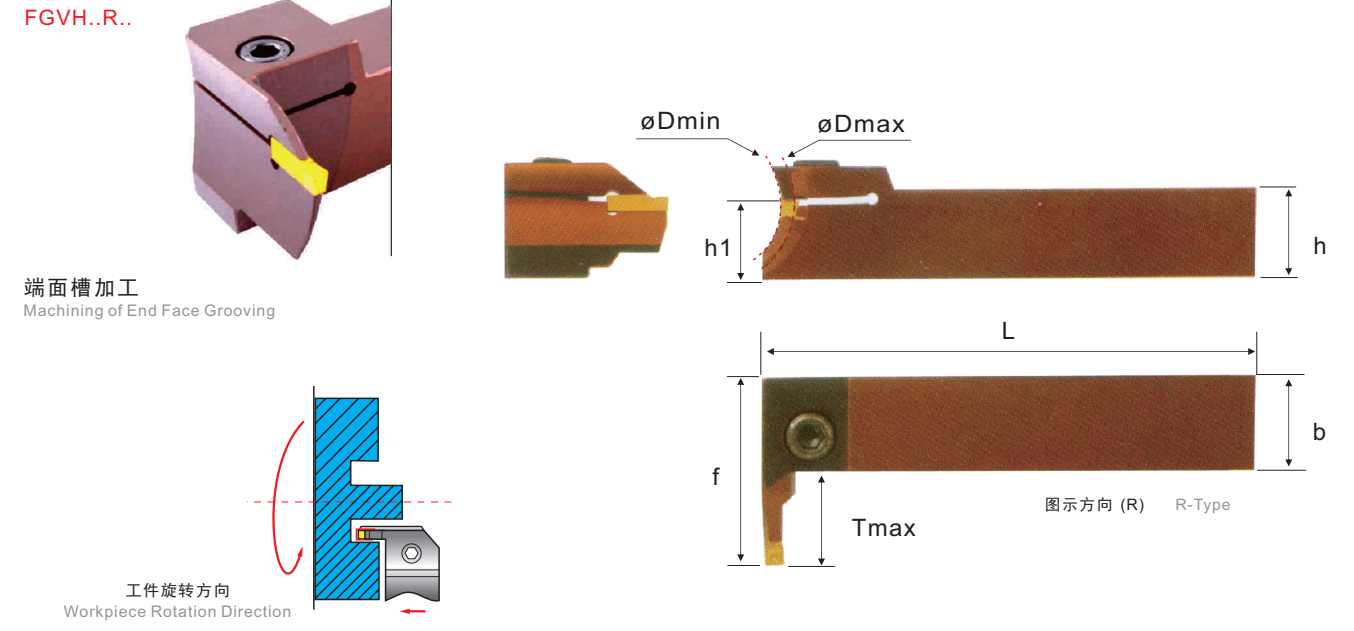 FGVH..R..
端面槽加工
Machining of End Face Grooving
øDmin
øDmax
h1
h
L
f
b
Tmax
图示方向 (R) R-Type
工件旋转方向
Workpiece Rotation Direction